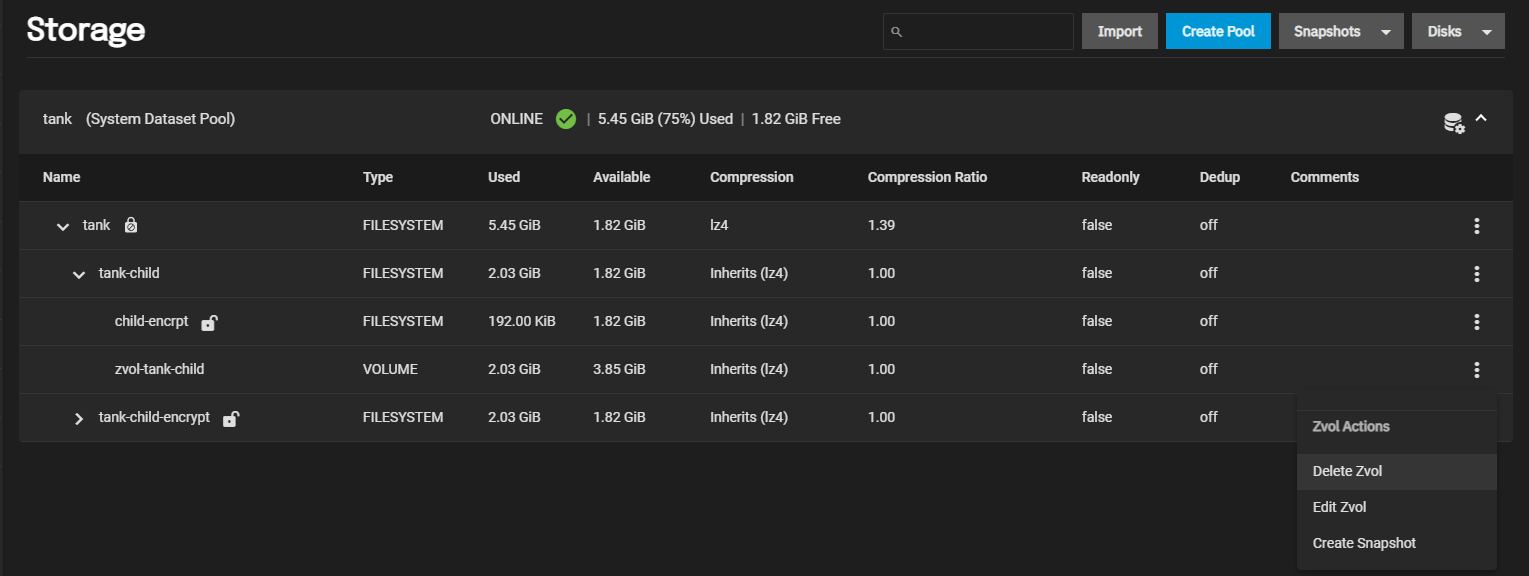 Storage
Import
Create Pool
Snapshots
Disks
tank (System Dataset Pool) ONLINE | 5.45 GiB (75%) Used | 1.82 GiB Free
Name Type Used Available Compression Compression Ratio Readonly Dedup Comments
tank FILESYSTEM 5.45 GiB 1.82 GiB lz4 1.39 false off
tank-child FILESYSTEM 2.03 GiB 1.82 GiB Inherits (lz4) 1.00 false off
child-encrpt FILESYSTEM 192.00 KiB 1.82 GiB Inherits (lz4) 1.00 false off
zvol-tank-child VOLUME 2.03 GiB 3.85 GiB Inherits (lz4) 1.00 false off
tank-child-encrypt FILESYSTEM 2.03 GiB 1.82 GiB Inherits (lz4) 1.00 false off
Zvol Actions
Delete Zvol
Edit Zvol
Create Snapshot